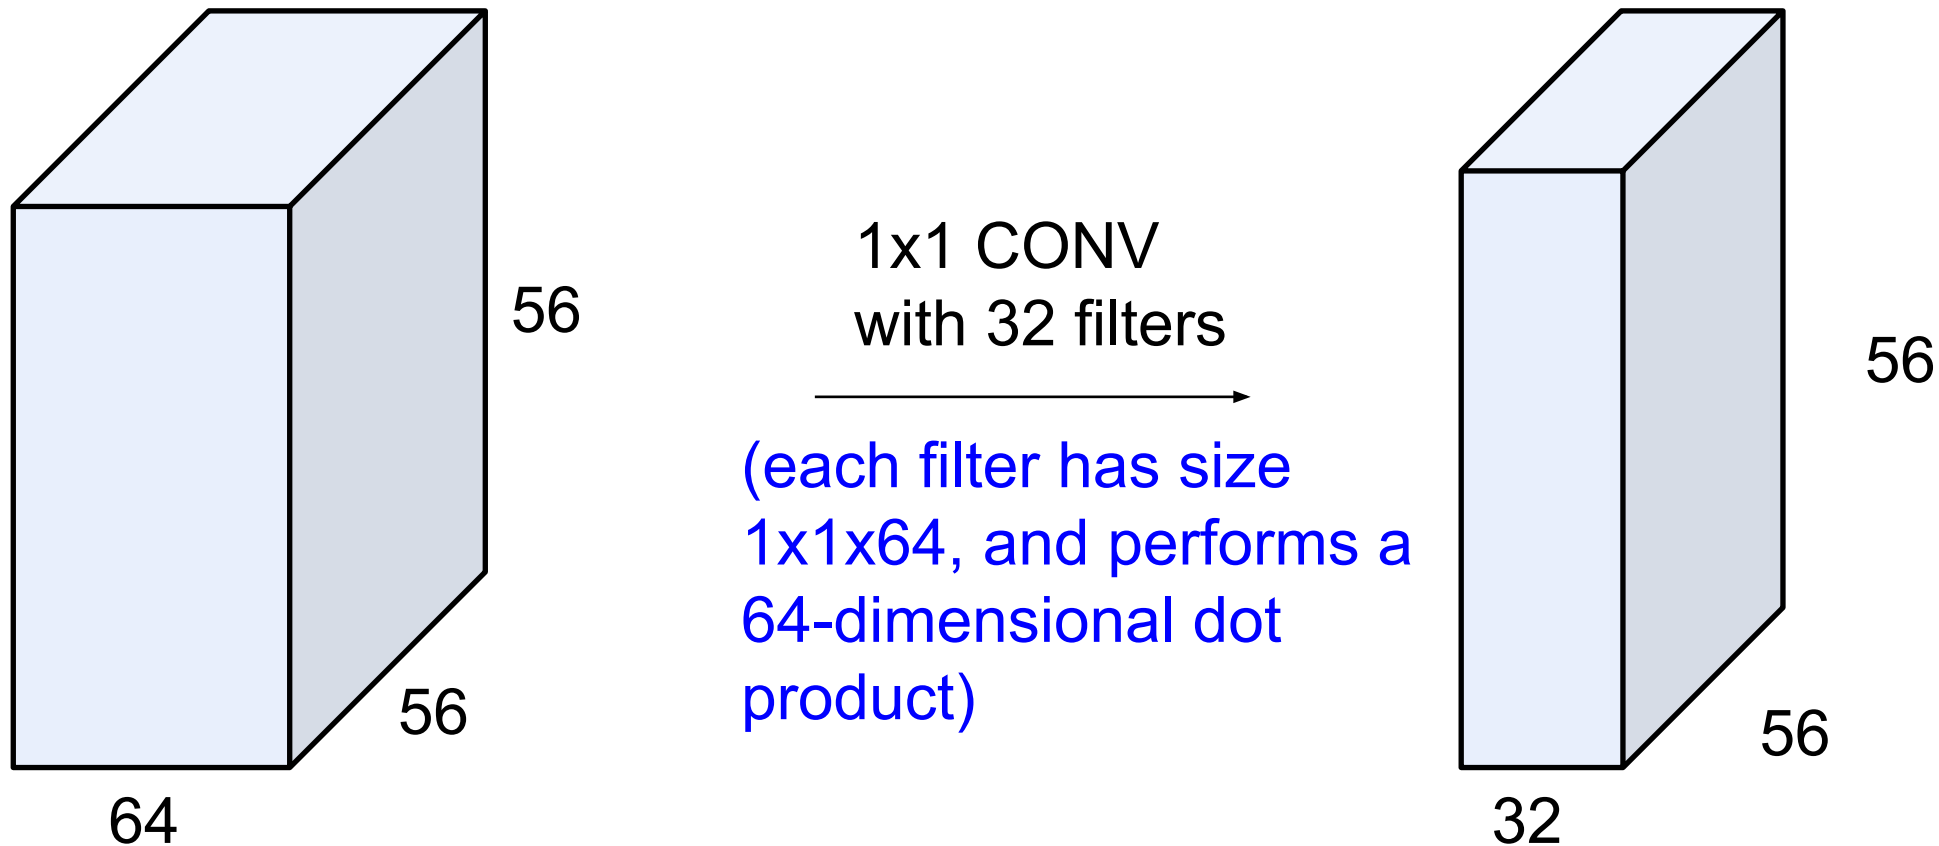 56
56
64
1x1 CONV
with 32 filters
(each filter has size
1x1x64, and performs a
64-dimensional dot
product)
56
56
32